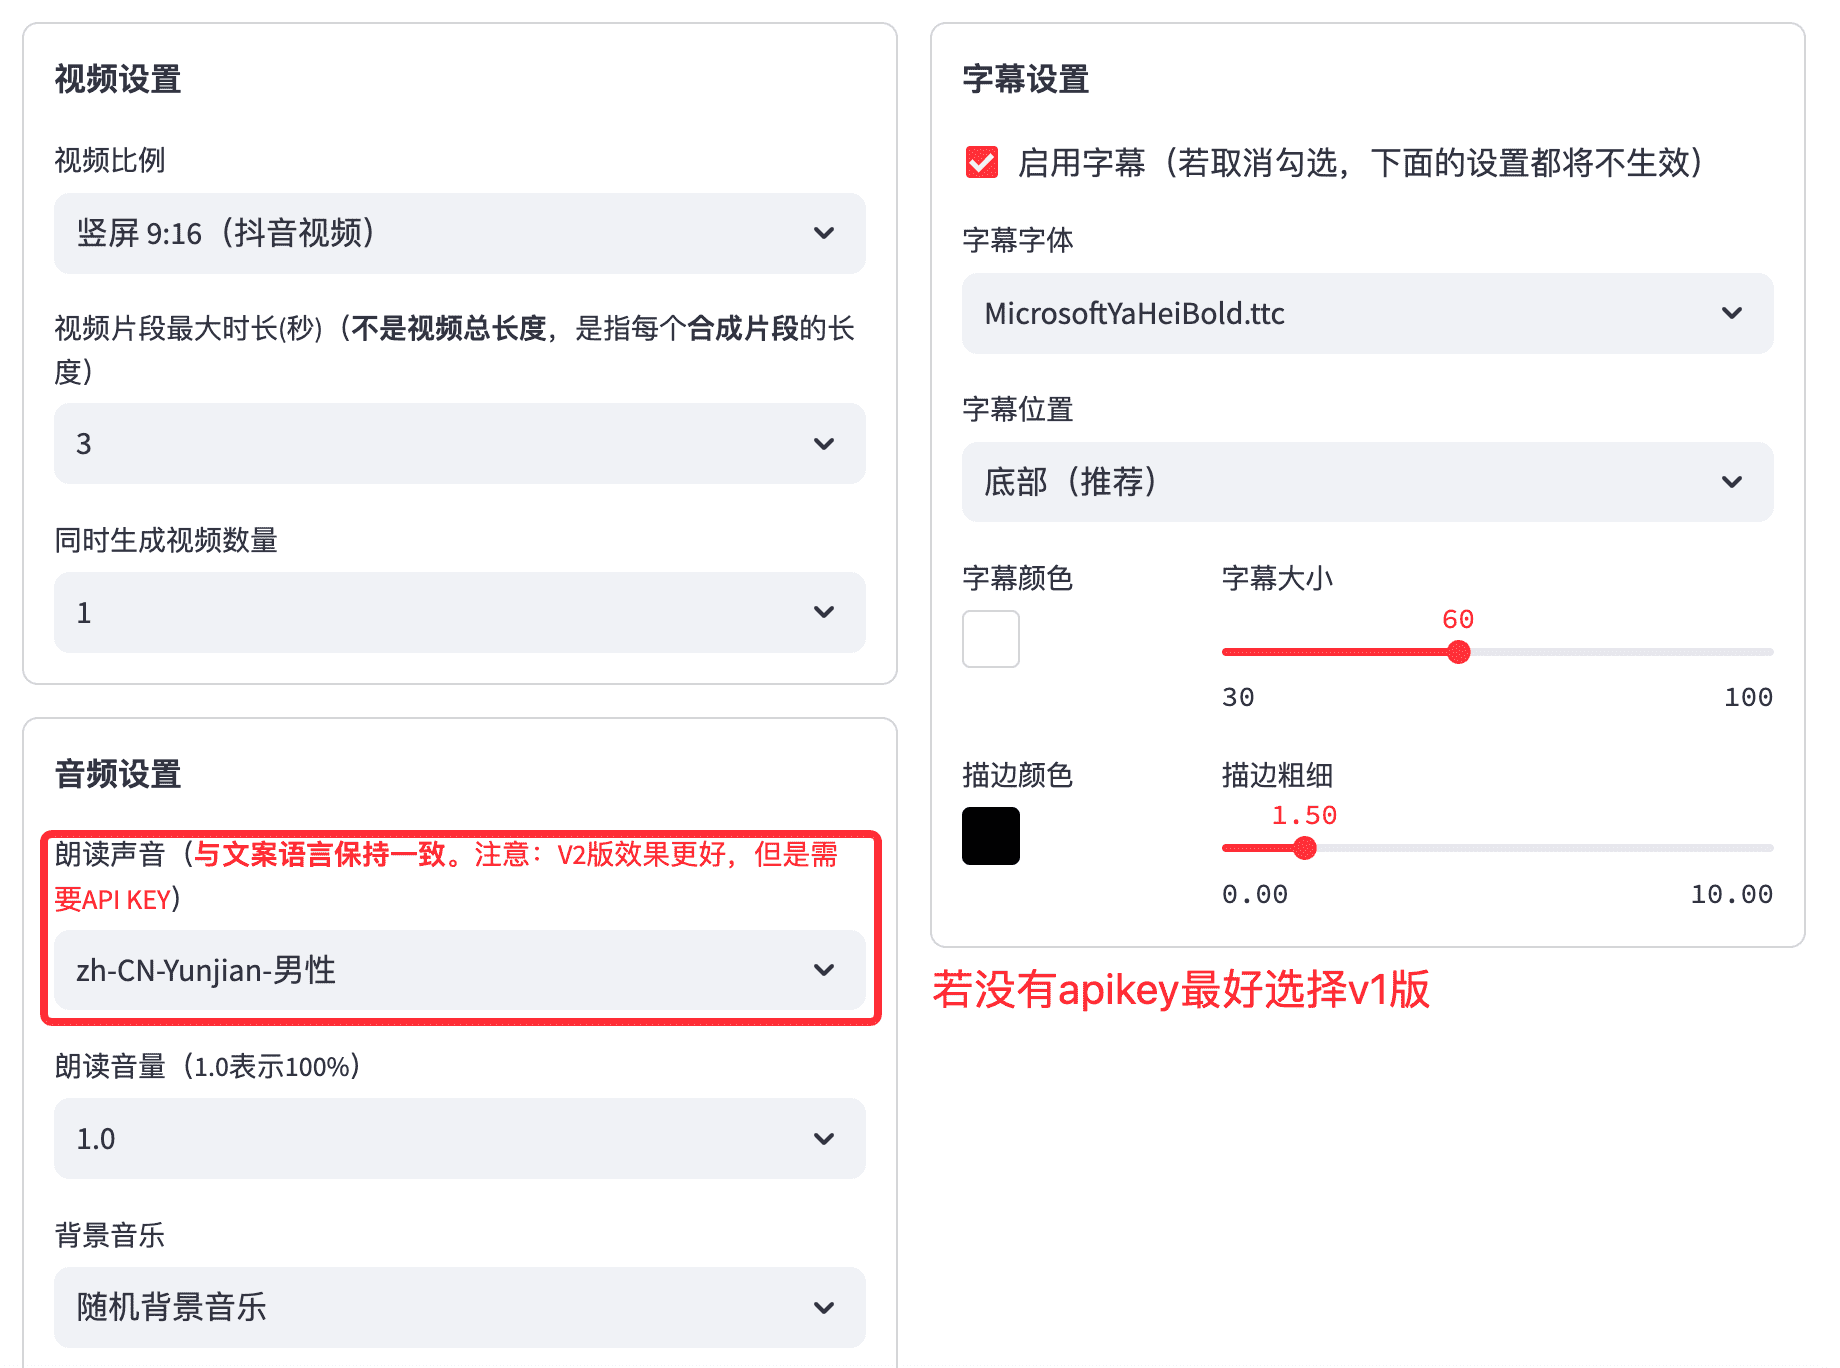 视频设置
视频比例
竖屏 9:16（抖音视频）
视频片段最大时长(秒)（不是视频总长度，是指每个合成片段的长
度）
3
同时生成视频数量
1
音频设置
朗读声音（与文案语言保持一致。注意：V2版效果更好，但是需
要API KEY）
zh-CN-Yunjian-男性
朗读音量（1.0表示100%）
1.0
背景音乐
随机背景音乐
字幕设置
启用字幕（若取消勾选，下面的设置都将不生效）
字幕字体
MicrosoftYaHeiBold.ttc
字幕位置
底部（推荐）
字幕颜色
字幕大小
60
30 100
描边颜色
描边粗细
1.50
0.00 10.00
若没有apikey最好选择v1版